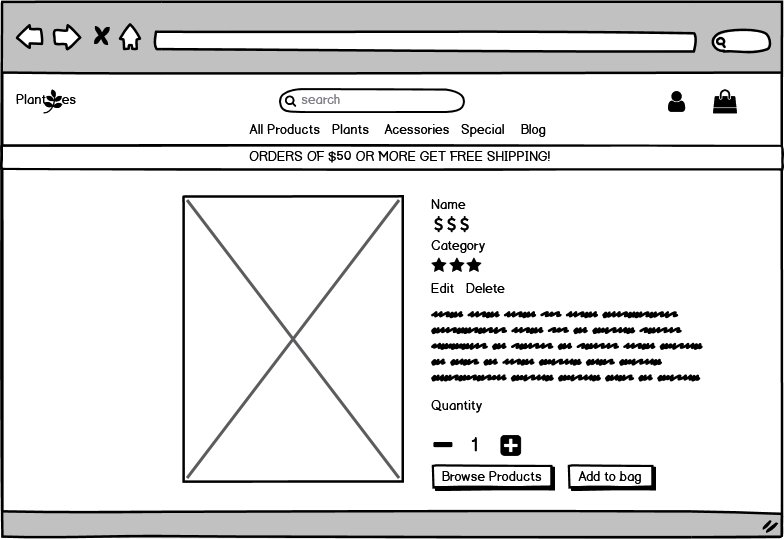 Plant es
search
All Products Plants Acessories Special Blog
ORDERS OF $50 OR MORE GET FREE SHIPPING!
Name
$$$
Category
Edit Delete
Quantity
1
Browse Products Add to bag